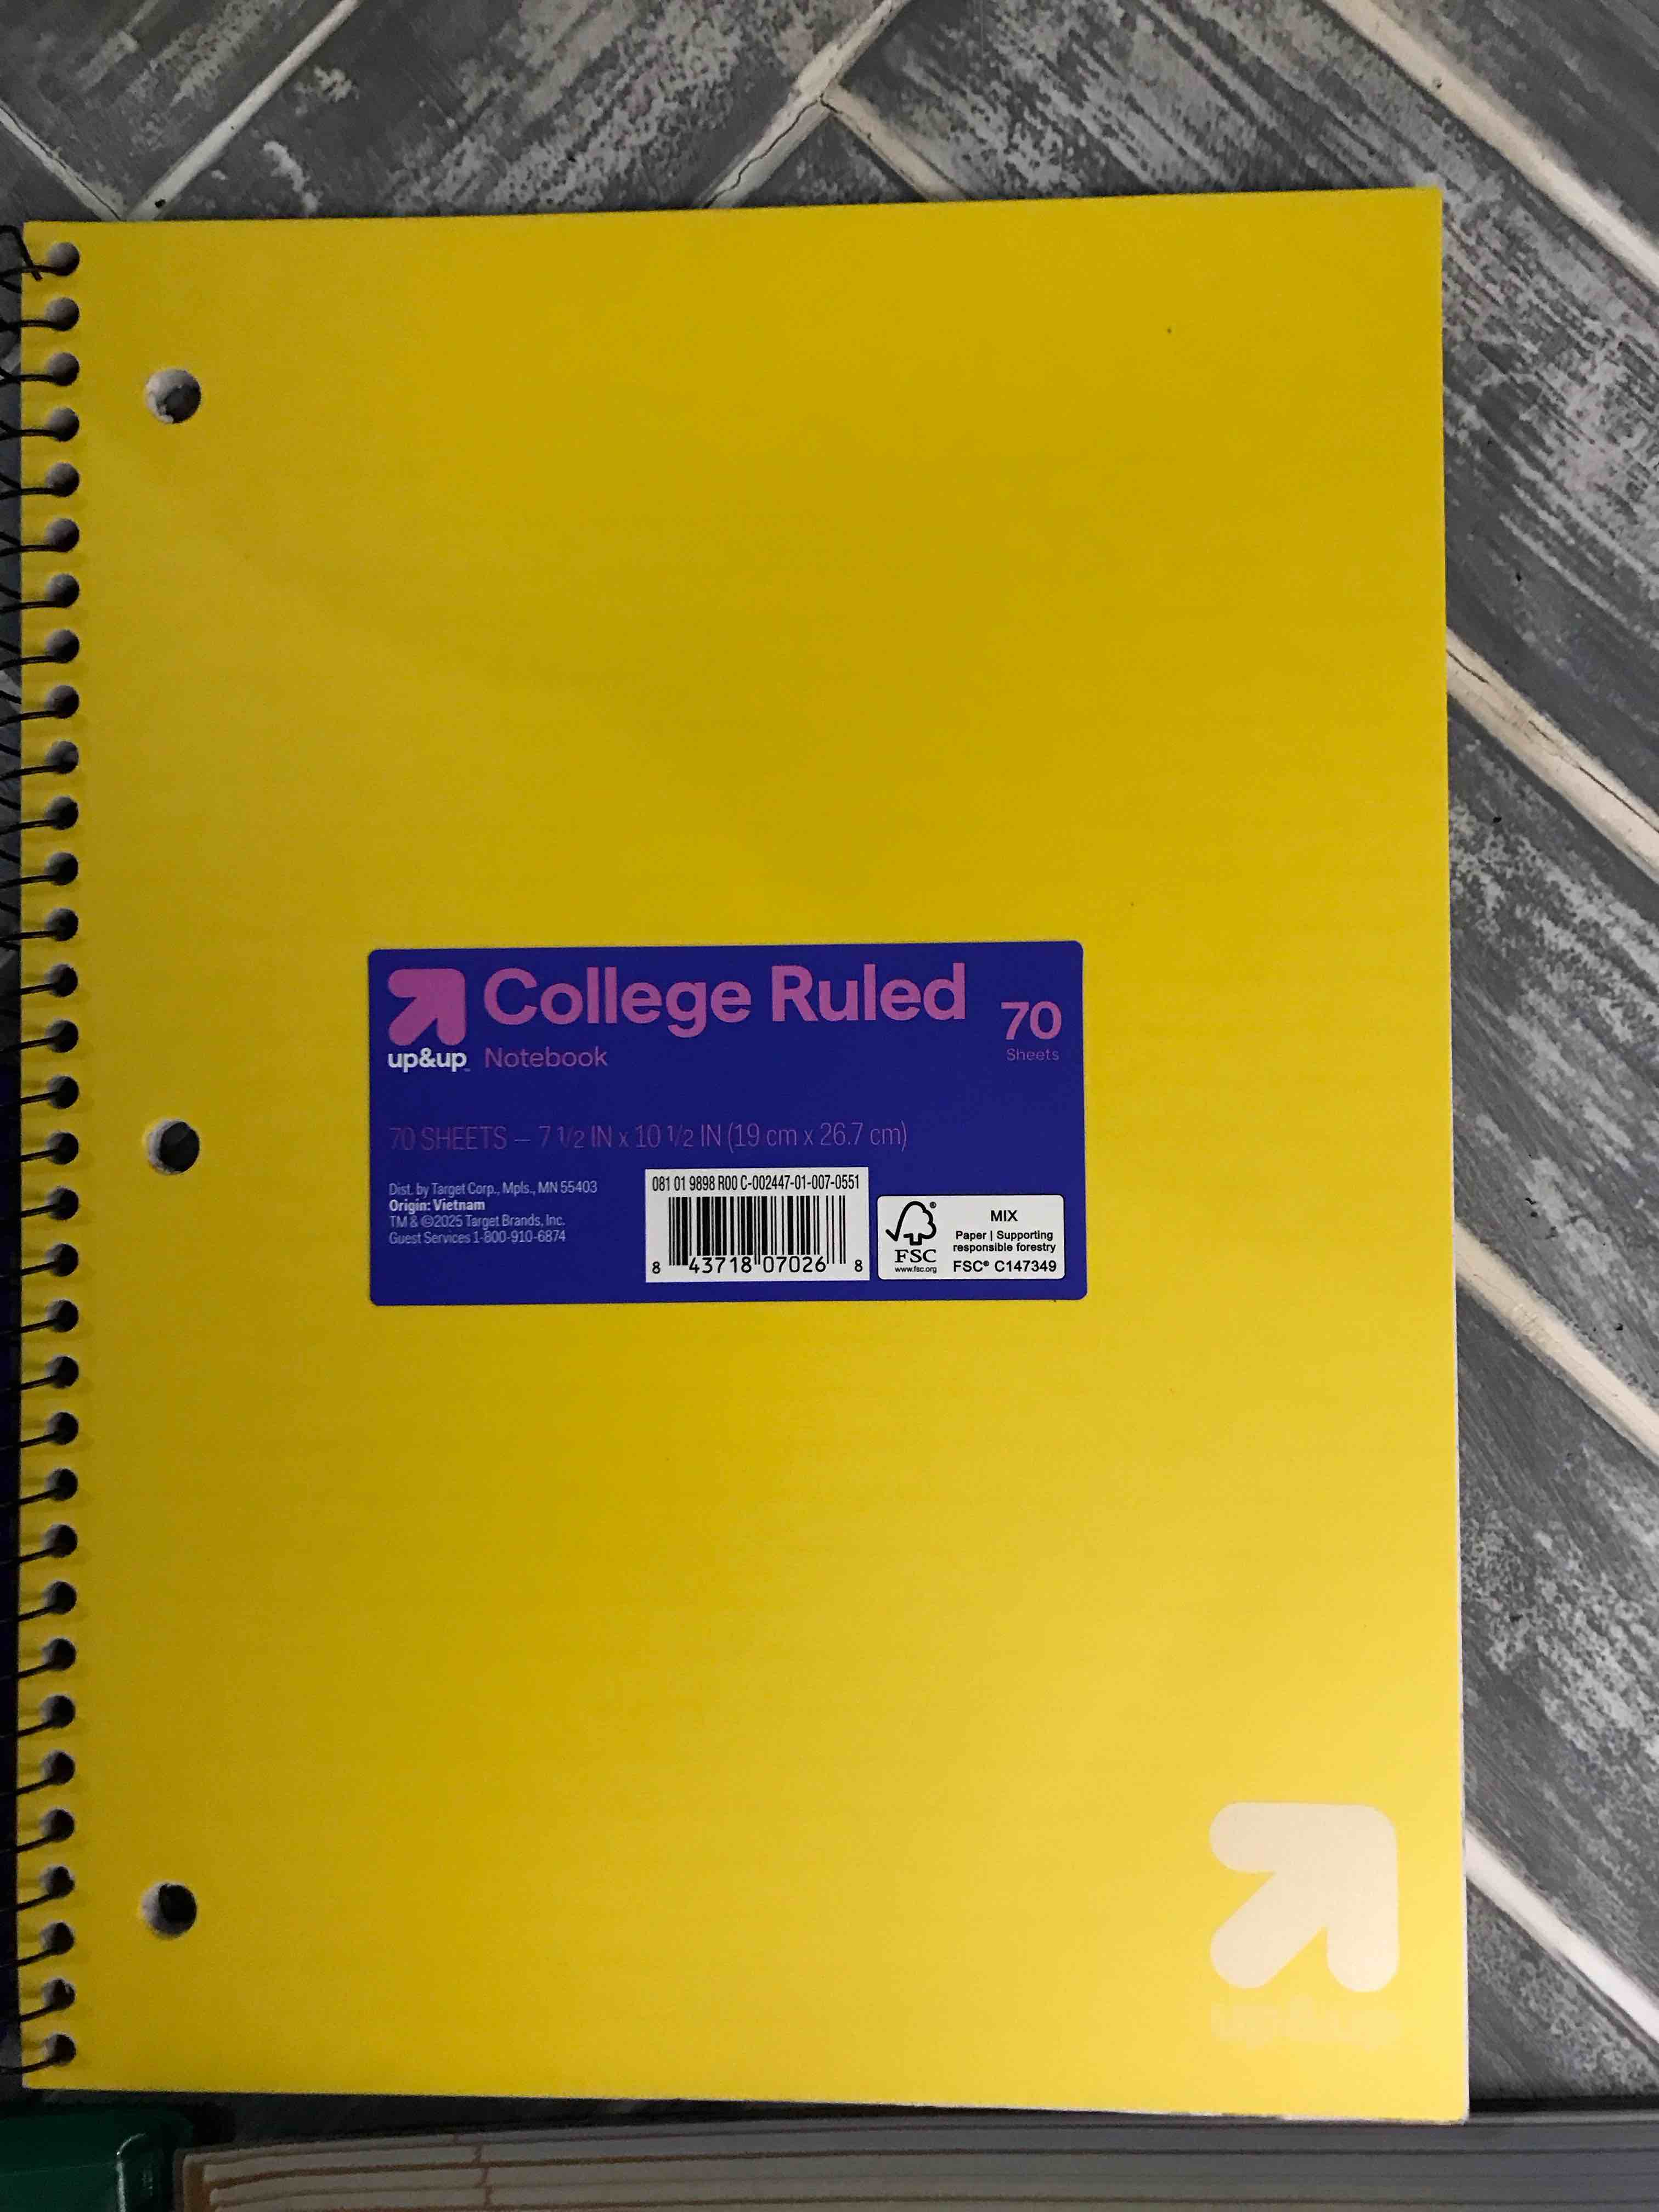 College Ruled
70
Sheets
up&up™ Notebook
70 SHEETS – 7 1/2 IN x 10 1/2 IN (19 cm x 26.7 cm)
Dist. by Target Corp., Mpls., MN 55403
Origin: Vietnam
TM & ©2025 Target Brands, Inc.
Guest Services 1-800-910-6874
081 01 9898 R00 C-002447-01-007-0551
8 43718 07026 8
FSC®
www.fsc.org
MIX
Paper | Supporting
responsible forestry
FSC® C147349
up&up